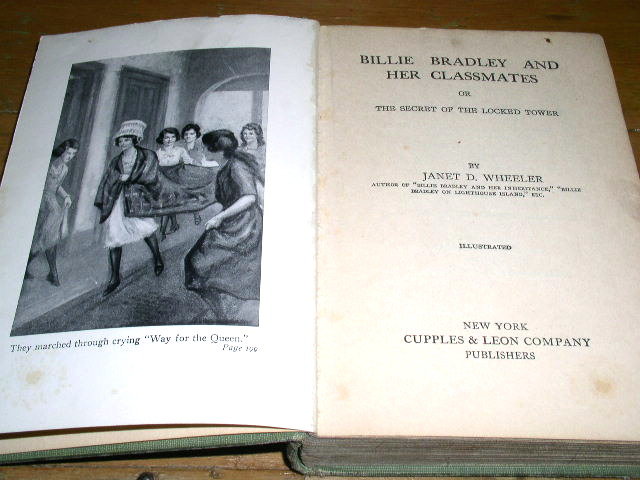 They marched through crying "Way for the Queen."
Page 199
BILLIE BRADLEY AND
HER CLASSMATES
OR
THE SECRET OF THE LOCKED TOWER
BY
JANET D. WHEELER
AUTHOR OF "BILLIE BRADLEY AND HER INHERITANCE," "BILLIE
BRADLEY ON LIGHTHOUSE ISLAND," ETC.
ILLUSTRATED
NEW YORK
CUPPLES & LEON COMPANY
PUBLISHERS